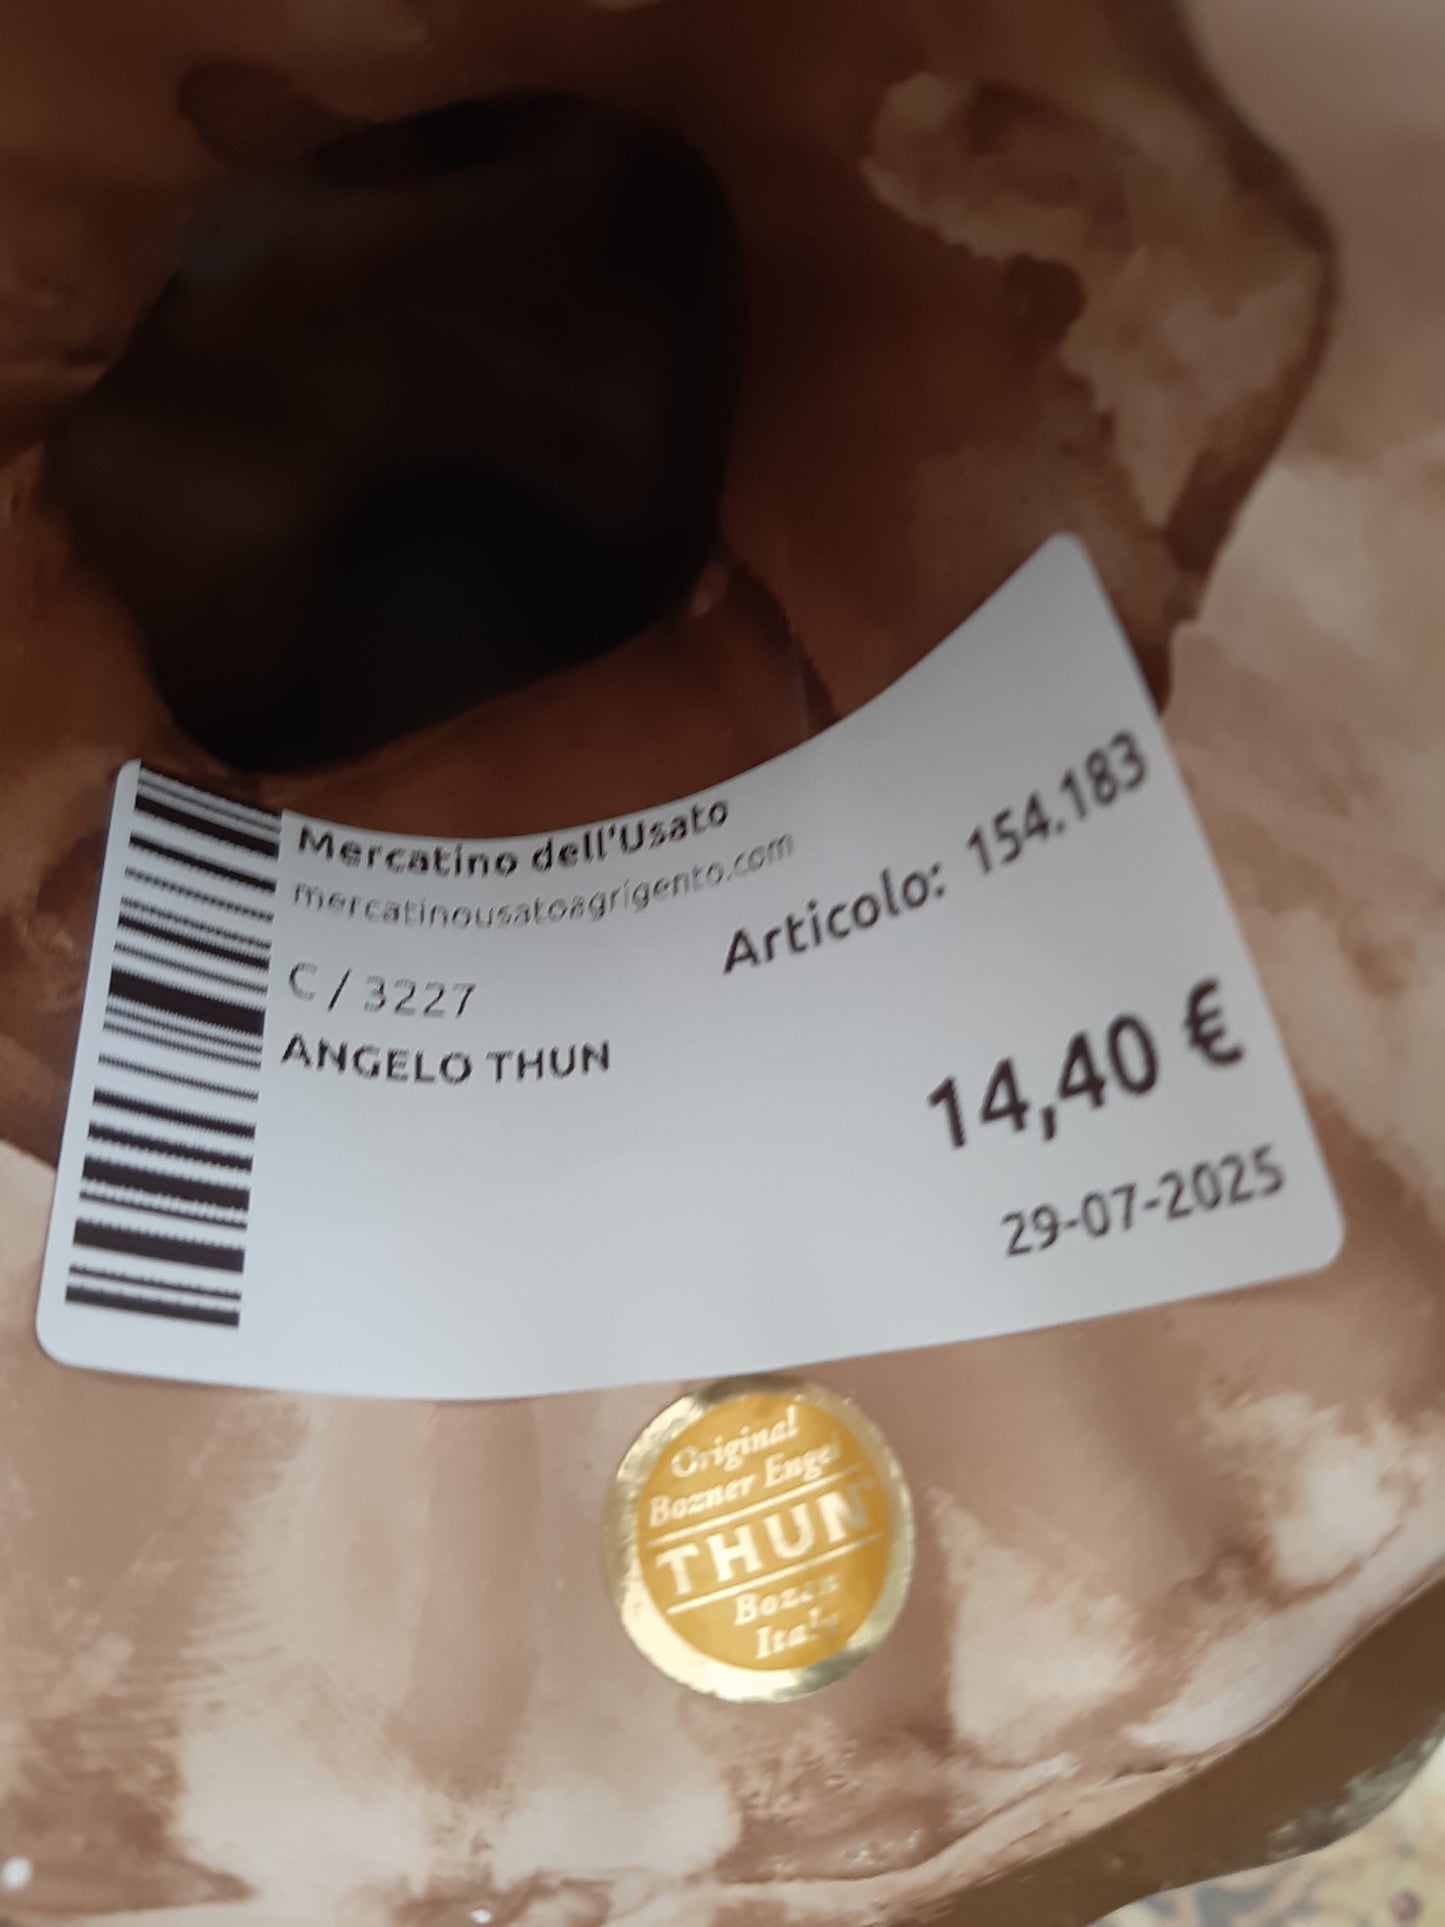 Mercatino dell'Usato
mercatinousatoagrigento.com
Articolo: 154.183
C / 3227
ANGELO THUN
14,40 €
29-07-2025
Original
Bozner Engel
THUN
Bozen
Italy